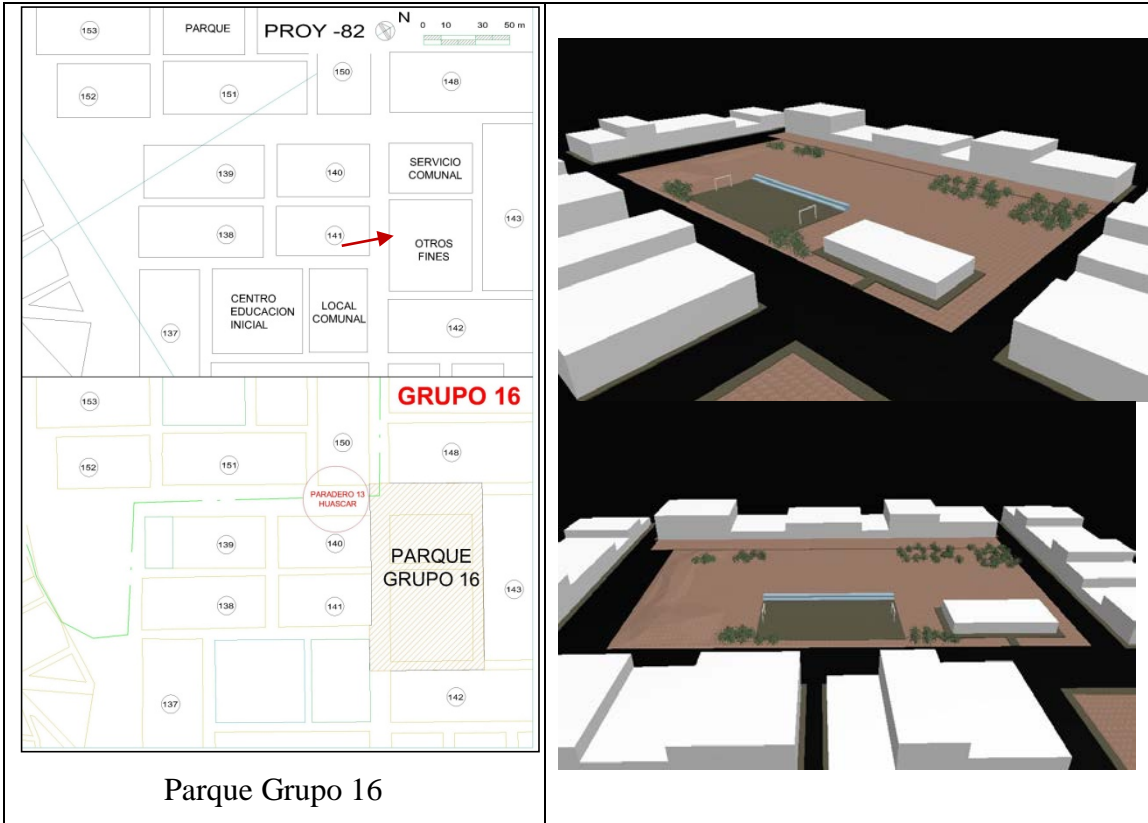 153
PARQUE
PROY -82
N
0 10 30 50 m
152
151
150
148
139
140
SERVICIO
COMUNAL
138
141
OTROS
FINES
143
137
CENTRO
EDUCACION
INICIAL
LOCAL
COMUNAL
142
GRUPO 16
153
152
151
150
148
PARADERO 13
HUASCAR
139
140
PARQUE
GRUPO 16
138
141
143
137
142
Parque Grupo 16